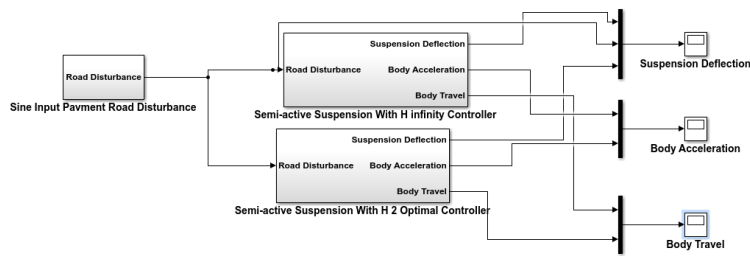 Road Disturbance
Sine Input Pavment Road Disturbance
Suspension Deflection
Road Disturbance
Body Acceleration
Body Travel
Semi-active Suspension With H infinity Controller
Suspension Deflection
Road Disturbance
Body Acceleration
Body Travel
Semi-active Suspension With H 2 Optimal Controller
Suspension Deflection
Body Acceleration
Body Travel